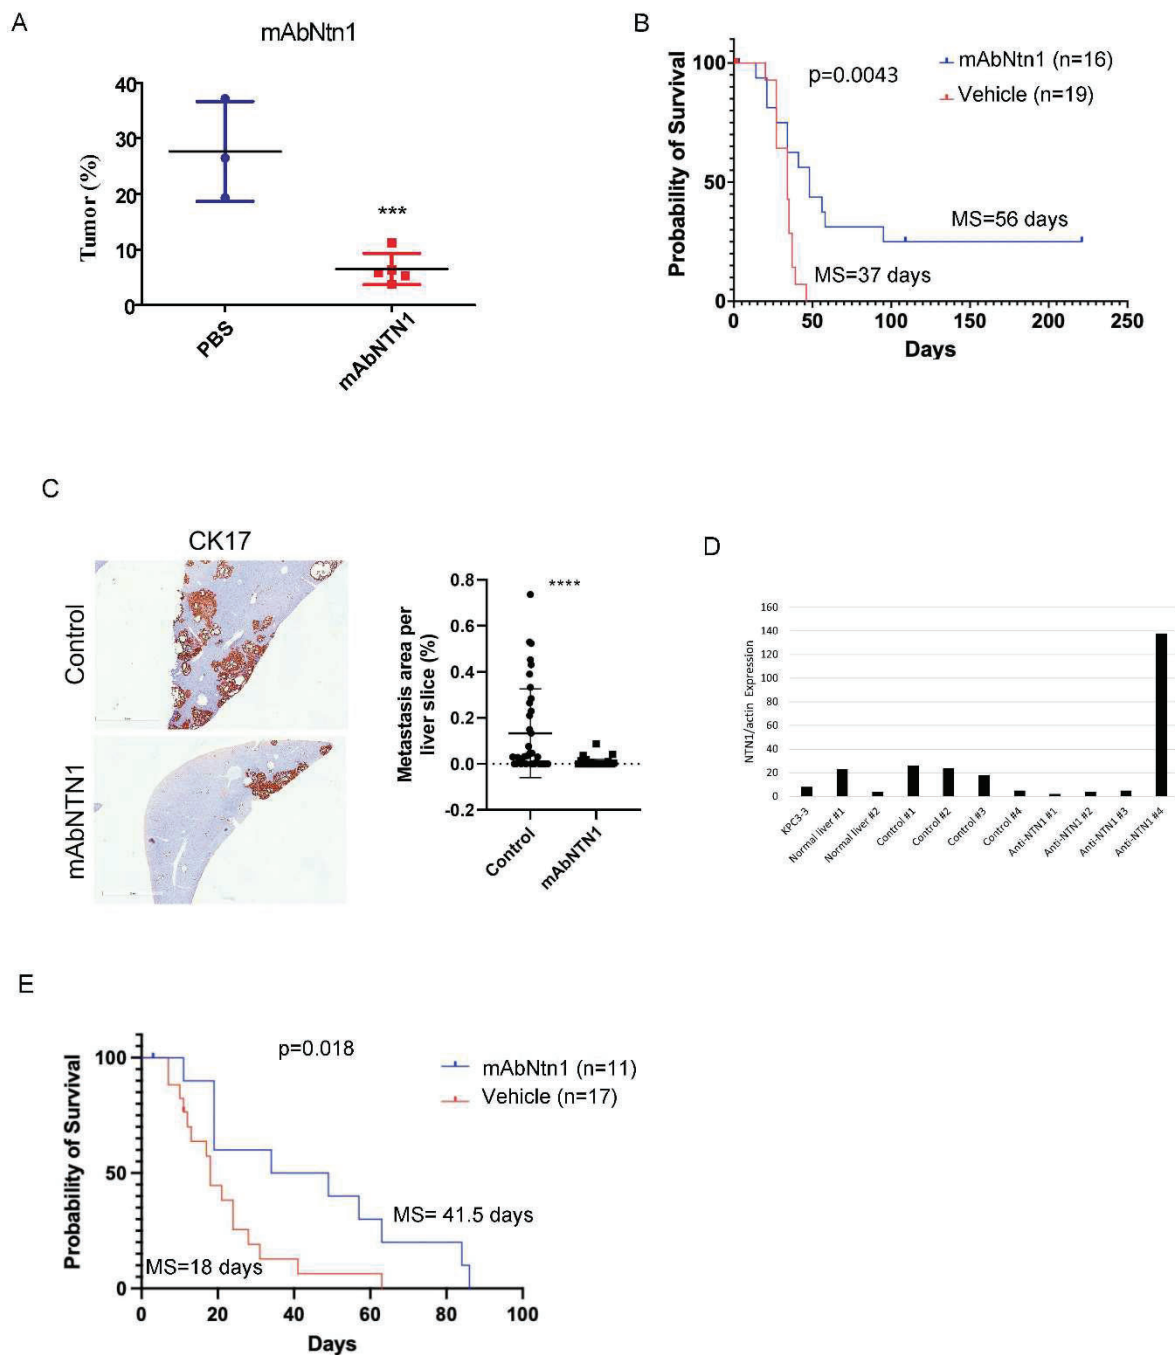 A
mAbNtn1
40
30
20
10
0
Tumor (%)
***
PBS
mAbNTN1
B
p=0.0043
mAbNtn1 (n=16)
Vehicle (n=19)
100
50
0
Probability of Survival
MS=56 days
MS=37 days
0 50 100 150 200 250
Days
C
CK17
Control
mAbNTN1
0.8
0.6
0.4
0.2
0.0
-0.2
Metastasis area per
liver slice (%)
****
Control
mAbNTN1
D
160
140
120
100
80
60
40
20
0
NTN1/actin Expression
KPC3-3
Normal liver #1
Normal liver #2
Control #1
Control #2
Control #3
Control #4
Anti-NTN1 #1
Anti-NTN1 #2
Anti-NTN1 #3
Anti-NTN1 #4
E
p=0.018
mAbNtn1 (n=11)
Vehicle (n=17)
100
50
0
Probability of Survival
MS= 41.5 days
MS=18 days
0 20 40 60 80 100
Days